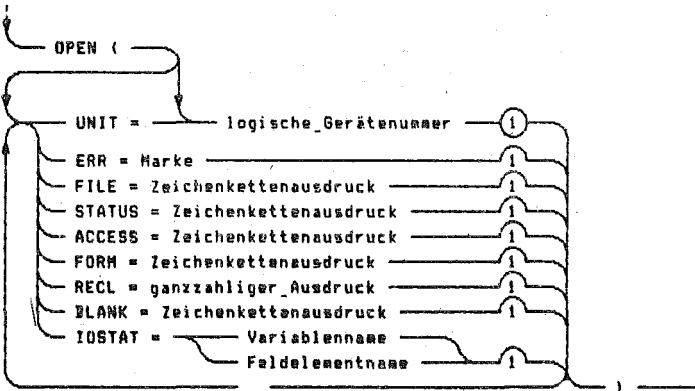 OPEN (
UNIT = logische_Gerätenummer 1
ERR = Marke 1
FILE = Zeichenkettenausdruck 1
STATUS = Zeichenkettenausdruck 1
ACCESS = Zeichenkettenausdruck 1
FORM = Zeichenkettenausdruck 1
RECL = ganzzahliger_Ausdruck 1
BLANK = Zeichenkettenausdruck 1
IOSTAT = Variablenname
Feldelementname 1
)